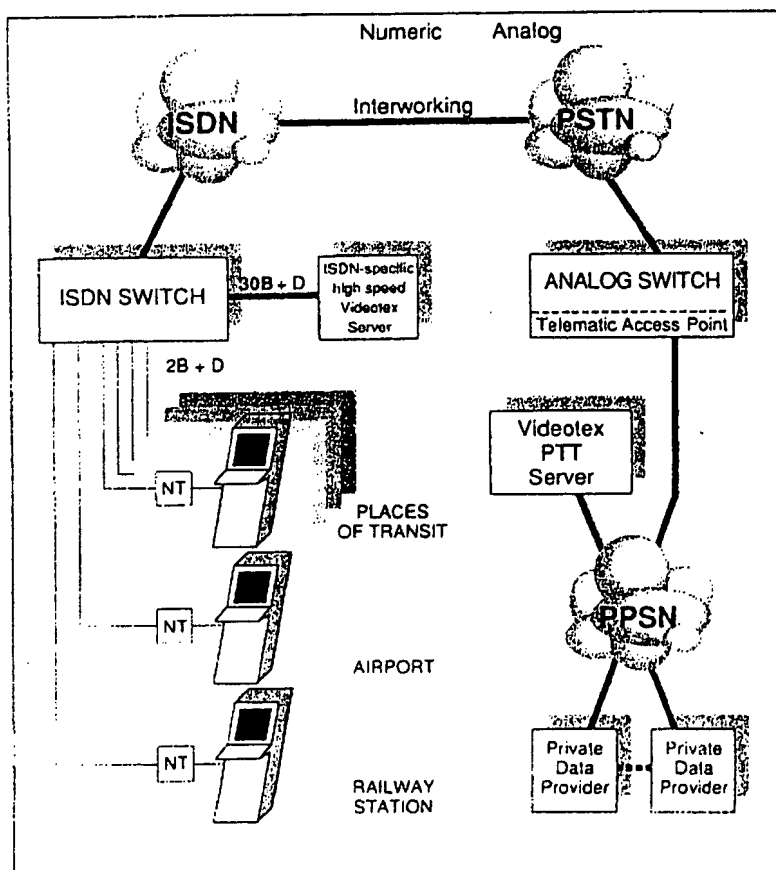 Numeric Analog
ISDN
Interworking
PSTN
ISDN SWITCH
30B + D
ISDN-specific
high speed
Videotex
Server
ANALOG SWITCH
Telematic Access Point
2B + D
Videotex
PTT
Server
NT
PLACES
OF TRANSIT
PPSN
NT
AIRPORT
NT
RAILWAY
STATION
Private
Data
Provider
Private
Data
Provider